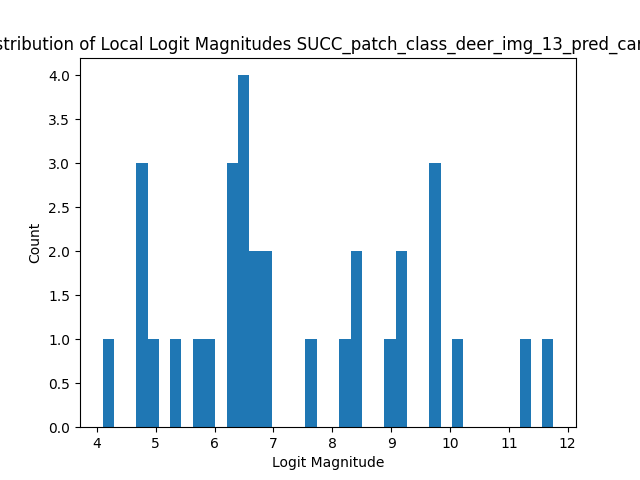 stribution of Local Logit Magnitudes SUCC_patch_class_deer_img_13_pred_car
4.0
3.5
3.0
2.5
2.0
1.5
1.0
0.5
0.0
Count
4 5 6 7 8 9 10 11 12
Logit Magnitude